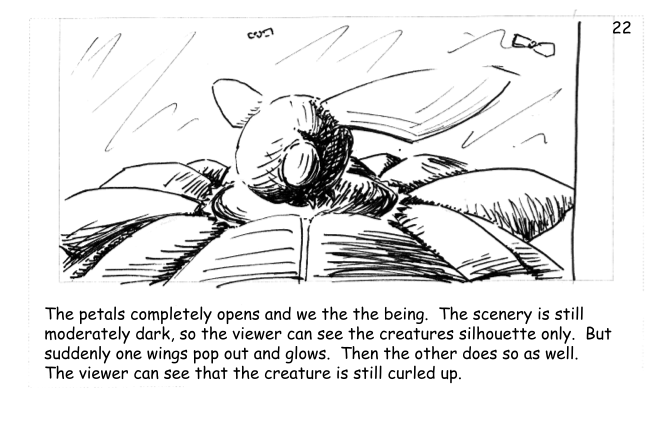 22
The petals completely opens and we the the being.  The scenery is still
moderately dark, so the viewer can see the creatures silhouette only.  But
suddenly one wings pop out and glows.  Then the other does so as well.
The viewer can see that the creature is still curled up.